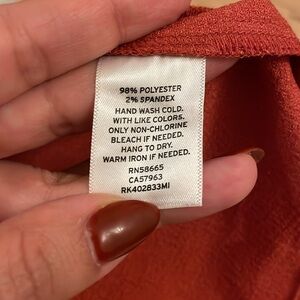 98% POLYESTER
2% SPANDEX
HAND WASH COLD.
WITH LIKE COLORS.
ONLY NON-CHLORINE
BLEACH IF NEEDED.
HANG TO DRY.
WARM IRON IF NEEDED.
RN58665
CA57963
RK402833MI